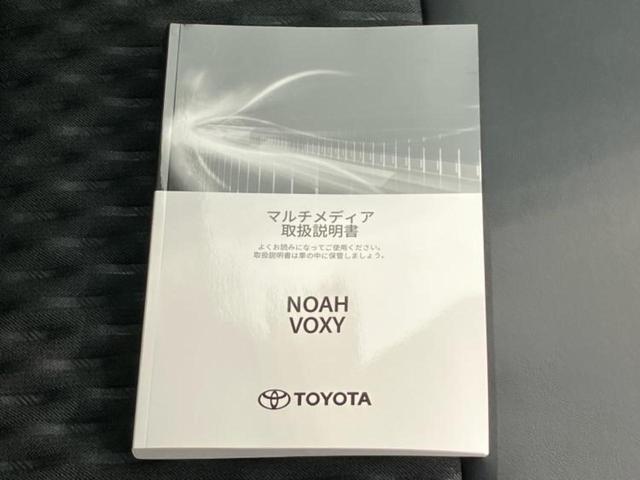 マルチメディア
取扱説明書
よくお読みになってご使用ください。
取扱説明書は車の中に保管しましょう。
NOAH
VOXY
TOYOTA